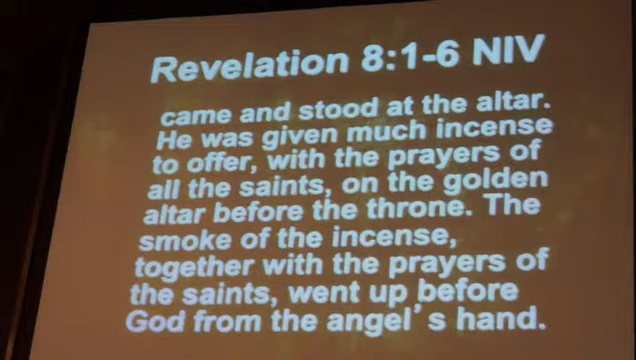 Revelation 8:1-6 NIV
came and stood at the altar.
He was given much incense
to offer, with the prayers of
all the saints, on the golden
altar before the throne. The
smoke of the incense,
together with the prayers of
the saints, went up before
God from the angel's hand.